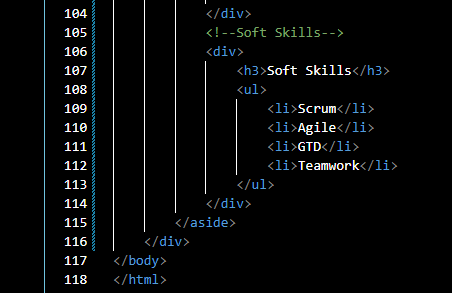 104 </div>
105 <!--Soft Skills-->
106 <div>
107 <h3>Soft Skills</h3>
108 <ul>
109 <li>Scrum</li>
110 <li>Agile</li>
111 <li>GTD</li>
112 <li>Teamwork</li>
113 </ul>
114 </div>
115 </aside>
116 </div>
117 </body>
118 </html>